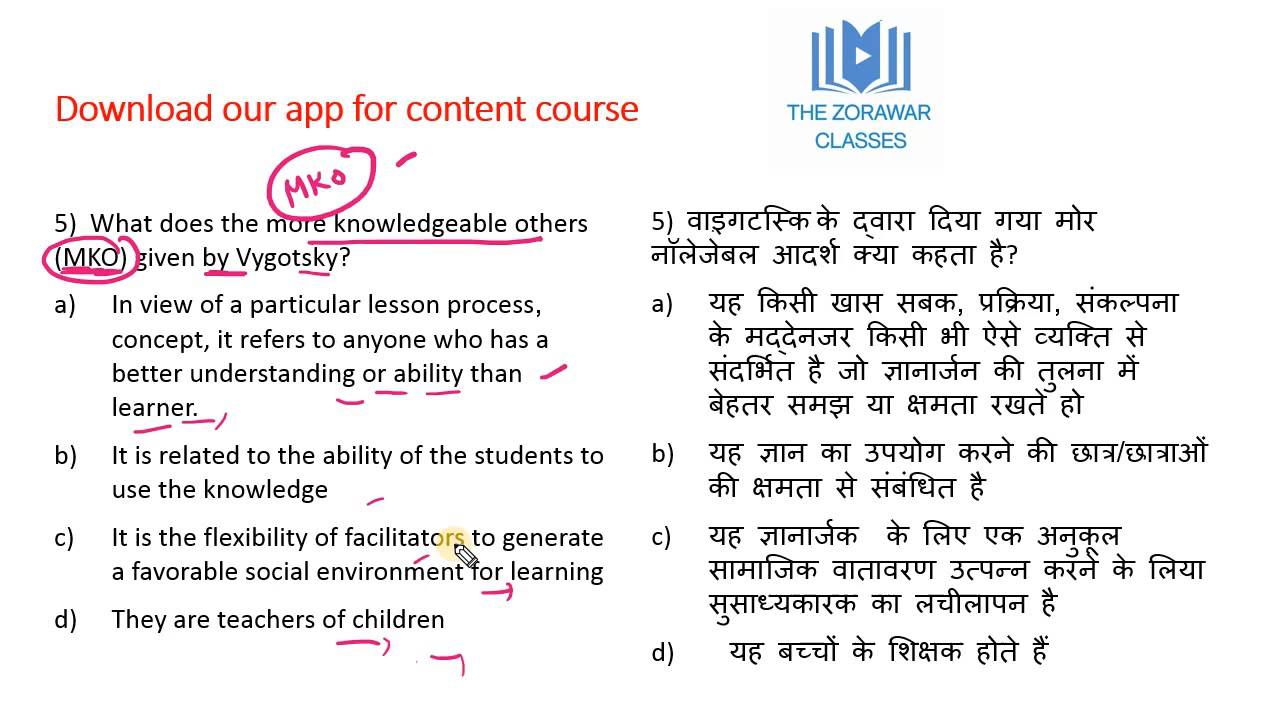 THE ZORAWAR
CLASSES
Download our app for content course
MKO
5) What does the more knowledgeable others
(MKO) given by Vygotsky?
a) In view of a particular lesson process,
concept, it refers to anyone who has a
better understanding or ability than
learner.
b) It is related to the ability of the students to
use the knowledge
c) It is the flexibility of facilitators to generate
a favorable social environment for learning
d) They are teachers of children
5) वाइगटस्कि के द्वारा दिया गया मोर
नॉलेजेबल आदर्श क्या कहता है?
a) यह किसी खास सबक, प्रक्रिया, संकल्पना
के मद्देनजर किसी भी ऐसे व्यक्ति से
संदर्भित है जो ज्ञानार्जन की तुलना में
बेहतर समझ या क्षमता रखते हो
b) यह ज्ञान का उपयोग करने की छात्र/छात्राओं
की क्षमता से संबंधित है
c) यह ज्ञानार्जक के लिए एक अनुकूल
सामाजिक वातावरण उत्पन्न करने के लिया
सुसाध्यकारक का लचीलापन है
d) यह बच्चों के शिक्षक होते हैं